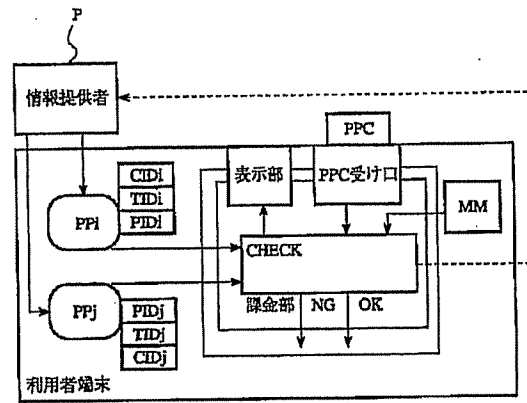 P
情報提供者
PPC
表示部
PPC受け口
MM
CIDi
TIDi
PIDi
PPi
CHECK
PPj
PIDj
TIDj
CIDj
課金部
NG
OK
利用者端末